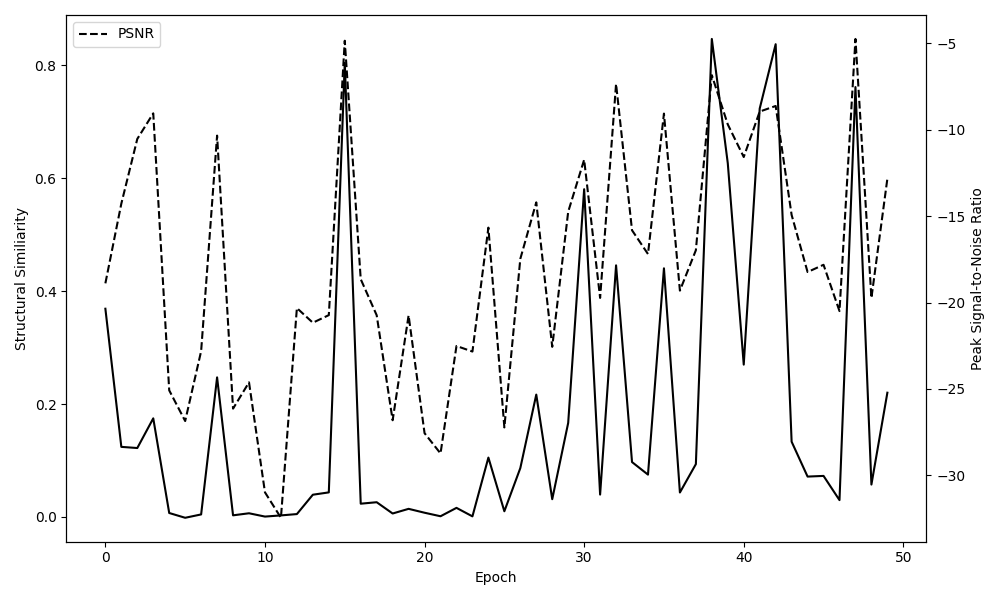 PSNR
0.8
0.6
0.4
0.2
0.0
Structural Similiarity
−5
−10
−15
−20
−25
−30
Peak Signal-to-Noise Ratio
0 10 20 30 40 50
Epoch